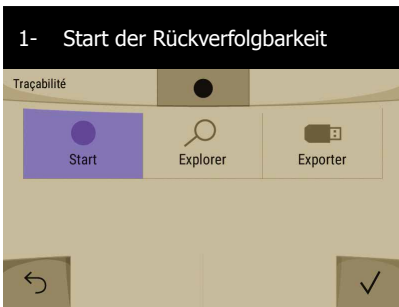 1- Start der Rückverfolgbarkeit
Traçabilité
Start Explorer Exporter